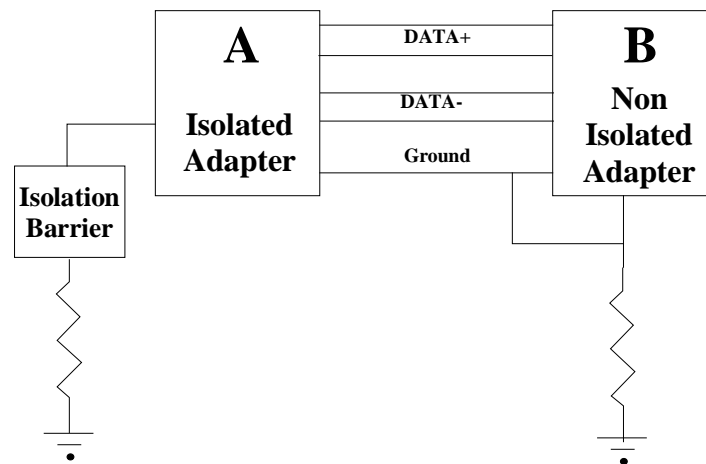 A
Isolated
Adapter
DATA+
DATA-
Ground
B
Non
Isolated
Adapter
Isolation
Barrier